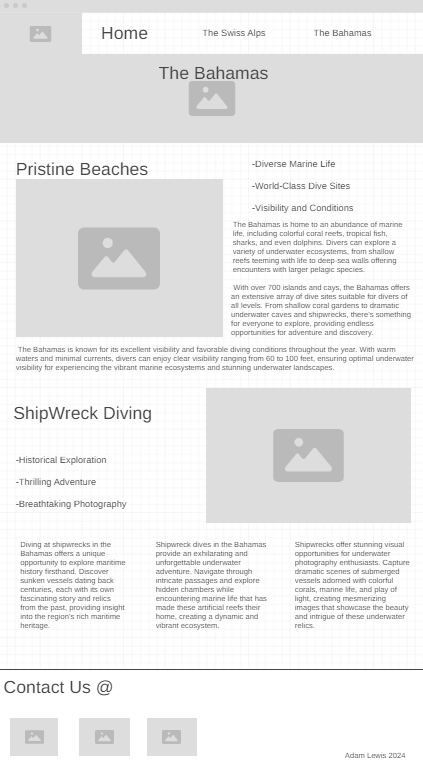 Home
The Swiss Alps
The Bahamas
The Bahamas
Pristine Beaches
-Diverse Marine Life
-World-Class Dive Sites
-Visibility and Conditions
The Bahamas is home to an abundance of marine
life, including colorful coral reefs, tropical fish,
sharks, and even dolphins. Divers can explore a
variety of underwater ecosystems, from shallow
reefs teeming with life to deep sea walls offering
encounters with larger pelagic species.
With over 700 islands and cays, the Bahamas offers
an extensive array of dive sites suitable for divers of
all levels. From shallow coral gardens to dramatic
underwater caves and shipwrecks, there's something
for everyone to explore, providing endless
opportunities for adventure and discovery.
The Bahamas is known for its excellent visibility and favorable diving conditions throughout the year. With warm
waters and minimal currents, divers can enjoy clear visibility ranging from 60 to 100 feet, ensuring optimal underwater
visibility for experiencing the vibrant marine ecosystems and stunning underwater landscapes.
ShipWreck Diving
-Historical Exploration
-Thrilling Adventure
-Breathtaking Photography
Diving at shipwrecks in the
Bahamas offers a unique
opportunity to explore maritime
history firsthand. Discover
sunken vessels dating back
centuries, each with its own
fascinating story and relics
from the past, providing insight
into the region's rich maritime
heritage.
Shipwreck dives in the Bahamas
provide an exhilarating and
unforgettable underwater
adventure. Navigate through
intricate passages and explore
hidden chambers while
encountering marine life that has
made these artificial reefs their
home, creating a dynamic and
vibrant ecosystem.
Shipwrecks offer stunning visual
opportunities for underwater
photography enthusiasts. Capture
dramatic scenes of submerged
vessels adorned with colorful
corals, marine life, and play of
light, creating mesmerizing
images that showcase the beauty
and intrigue of these underwater
relics.
Contact Us @
Adam Lewis 2024